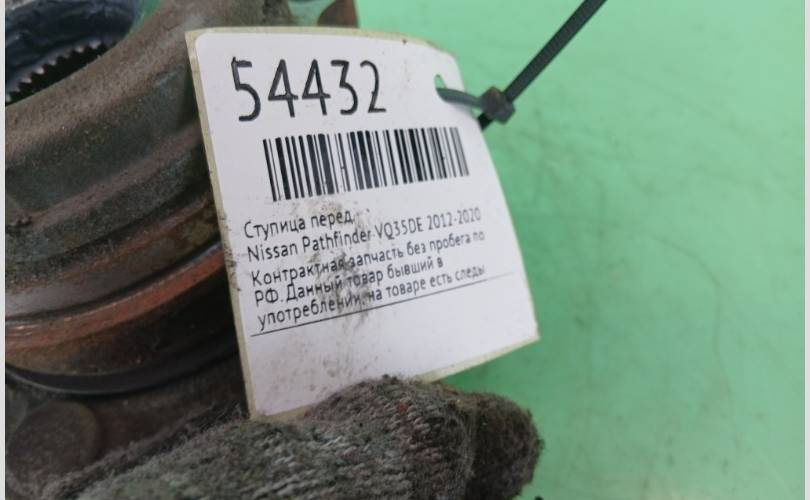 54432
Ступица перед.
Nissan Pathfinder VQ35DE 2012-2020
Контрактная запчасть без пробега по
РФ. Данный товар бывший в
употреблении, на товаре есть следы